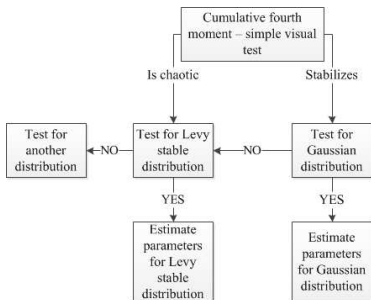 Cumulative fourth
moment – simple visual
test
Is chaotic
Stabilizes
Test for
another
distribution
NO
Test for Levy
stable
distribution
NO
Test for
Gaussian
distribution
YES
YES
Estimate
parameters
for Levy
stable
distribution
Estimate
parameters
for Gaussian
distribution